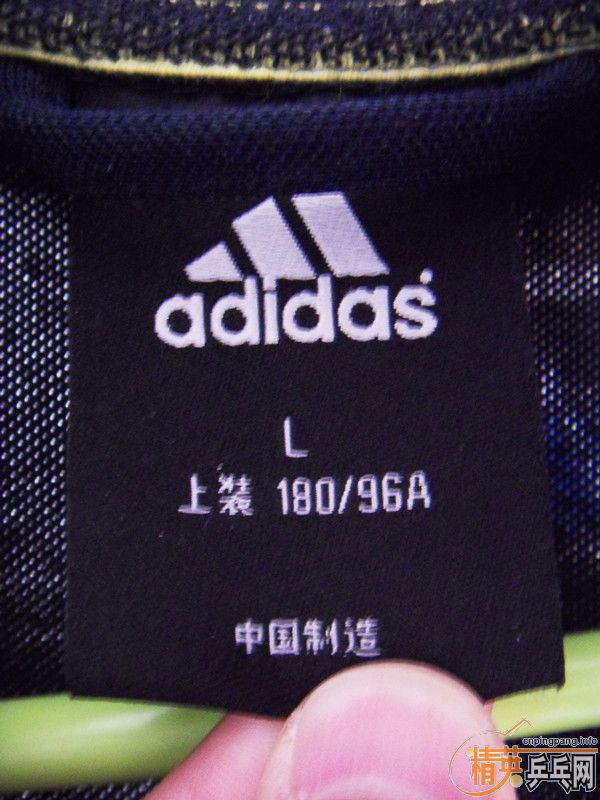 adidas
L
上装 180/96A
中国制造
cnpingpang.info
精英乒乓网